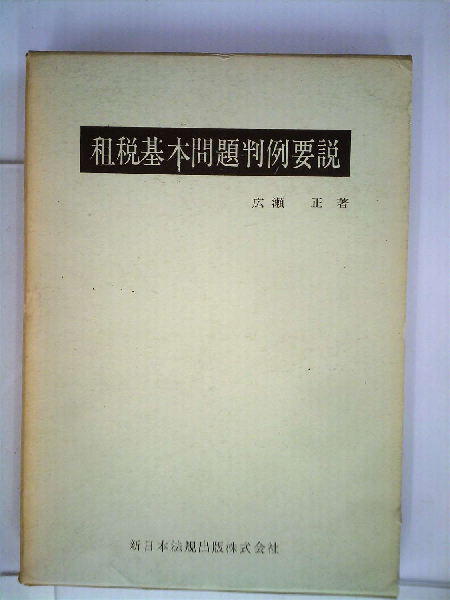 租税基本問題判例要説
広瀬 正著
新日本法規出版株式会社